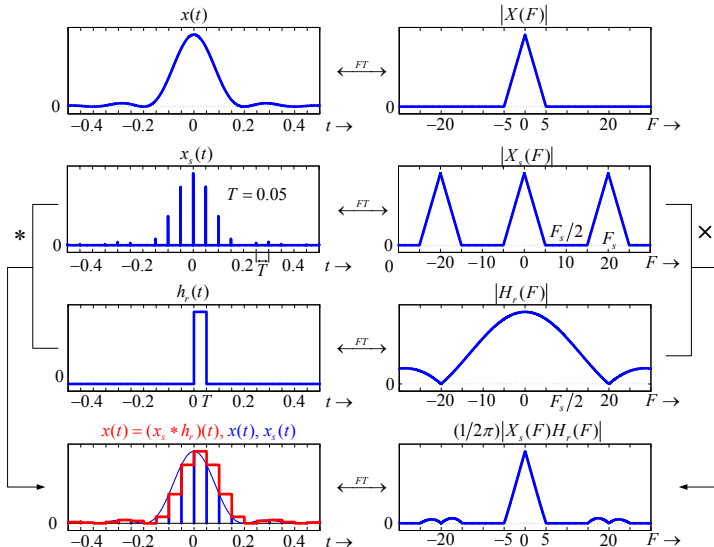 x(t) |X(F)|
0 ←FT→ 0
−0.4 −0.2 0 0.2 0.4 t → −20 −5 0 5 20 F →
x_s(t) |X_s(F)|
T = 0.05
* ←FT→ F_s/2 F_s ×
0 0
−0.4 −0.2 0 0.2 T 0.4 t → 0 −20 −10 0 10 20 F →
h_r(t) |H_r(F)|
←FT→
0 0
−0.4 −0.2 0 T 0.2 0.4 t → −20 0 F_s/2 20 F →
x(t) = (x_s * h_r)(t), x(t), x_s(t) (1/2π)|X_s(F)H_r(F)|
←FT→
0 0
−0.4 −0.2 0 0.2 0.4 t → −20 −5 0 5 20 F →